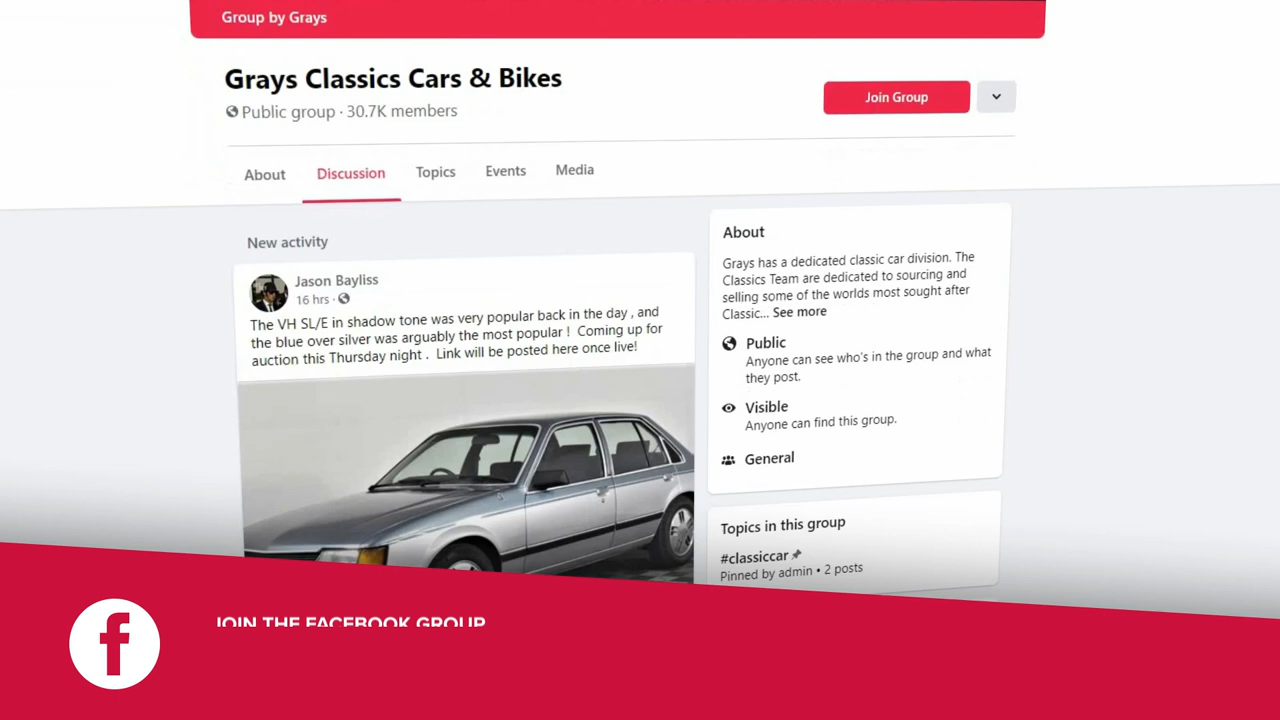 Group by Grays
Grays Classics Cars & Bikes
Public group · 30.7K members
Join Group
About
Discussion
Topics
Events
Media
New activity
Jason Bayliss
16 hrs ·
The VH SL/E in shadow tone was very popular back in the day , and
the blue over silver was arguably the most popular ! Coming up for
auction this Thursday night . Link will be posted here once live!
About
Grays has a dedicated classic car division. The
Classics Team are dedicated to sourcing and
selling some of the worlds most sought after
Classic... See more
Public
Anyone can see who's in the group and what
they post.
Visible
Anyone can find this group.
General
Topics in this group
#classiccar
Pinned by admin • 2 posts
JOIN THE FACEBOOK GROUP